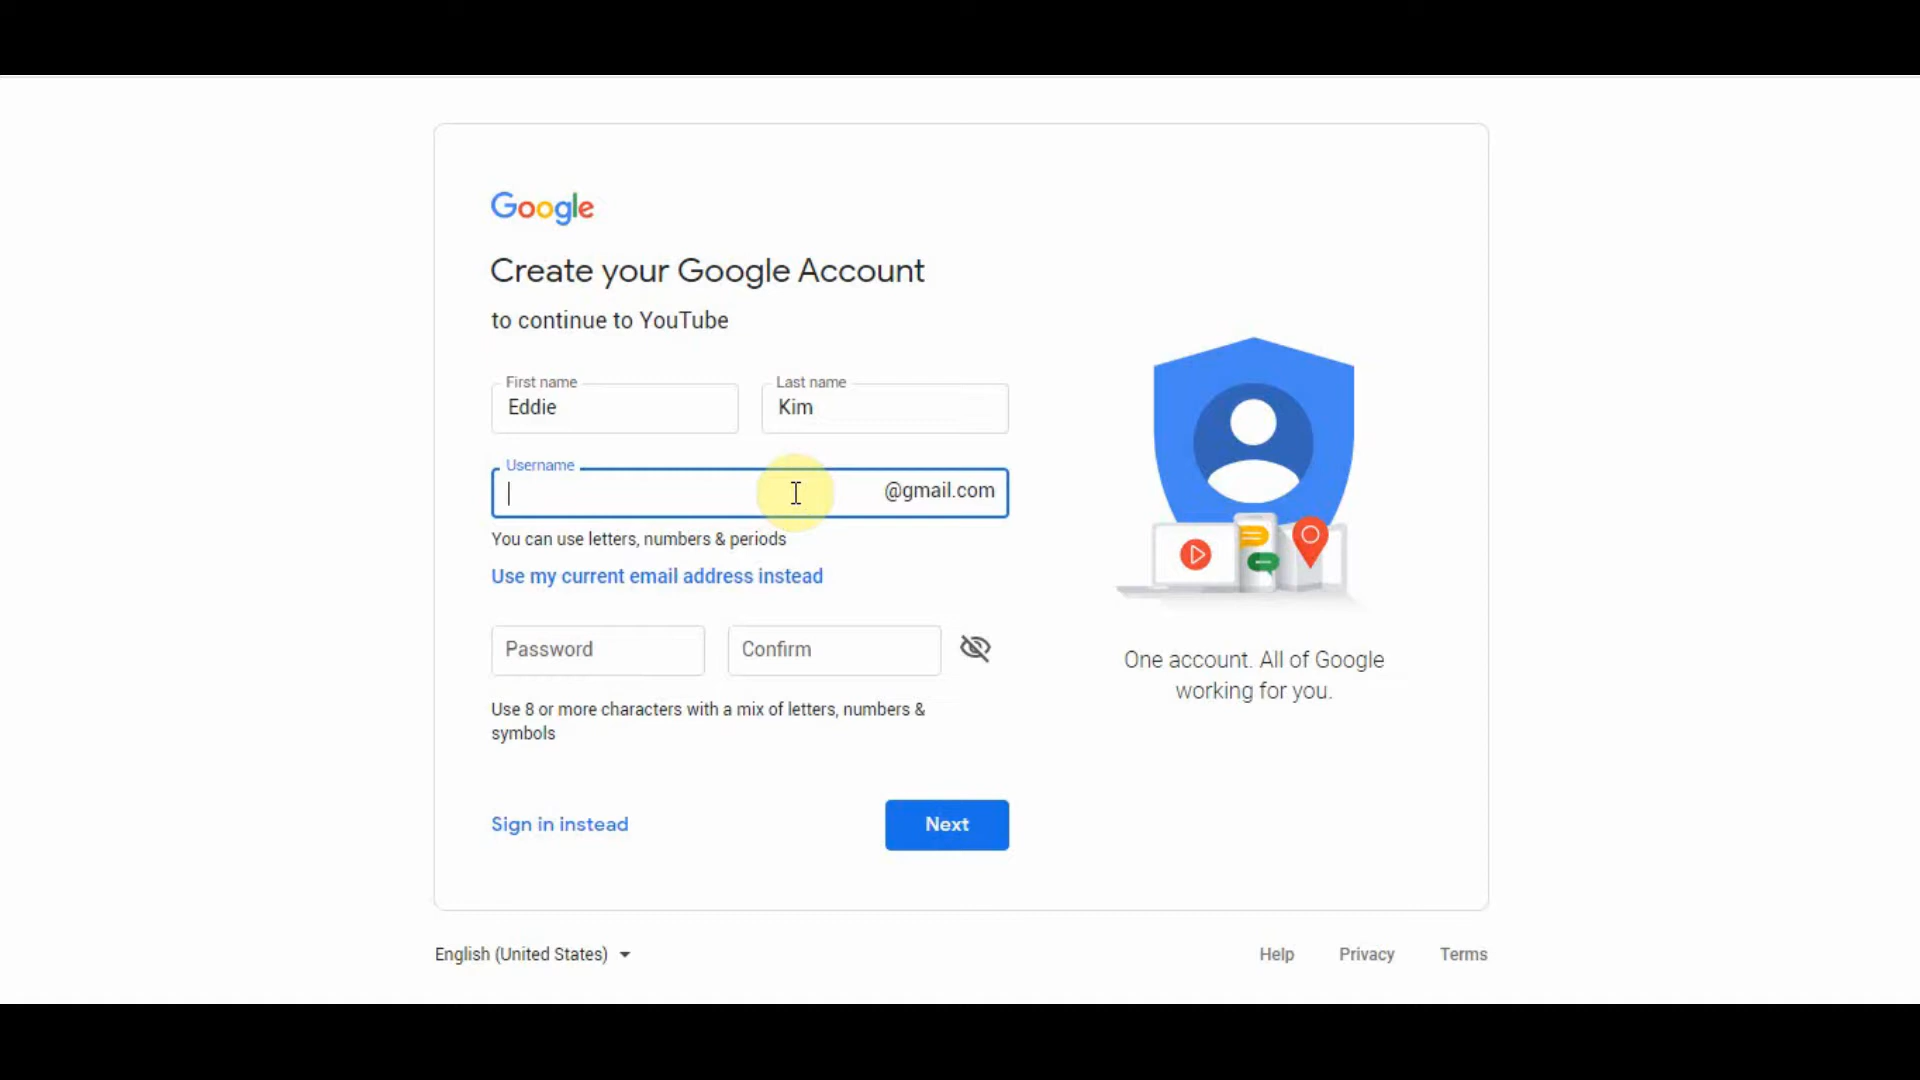 Google
Create your Google Account
to continue to YouTube
First name
Eddie
Last name
Kim
Username
@gmail.com
You can use letters, numbers & periods
Use my current email address instead
Password
Confirm
Use 8 or more characters with a mix of letters, numbers &
symbols
Sign in instead
Next
One account. All of Google
working for you.
English (United States)
Help
Privacy
Terms